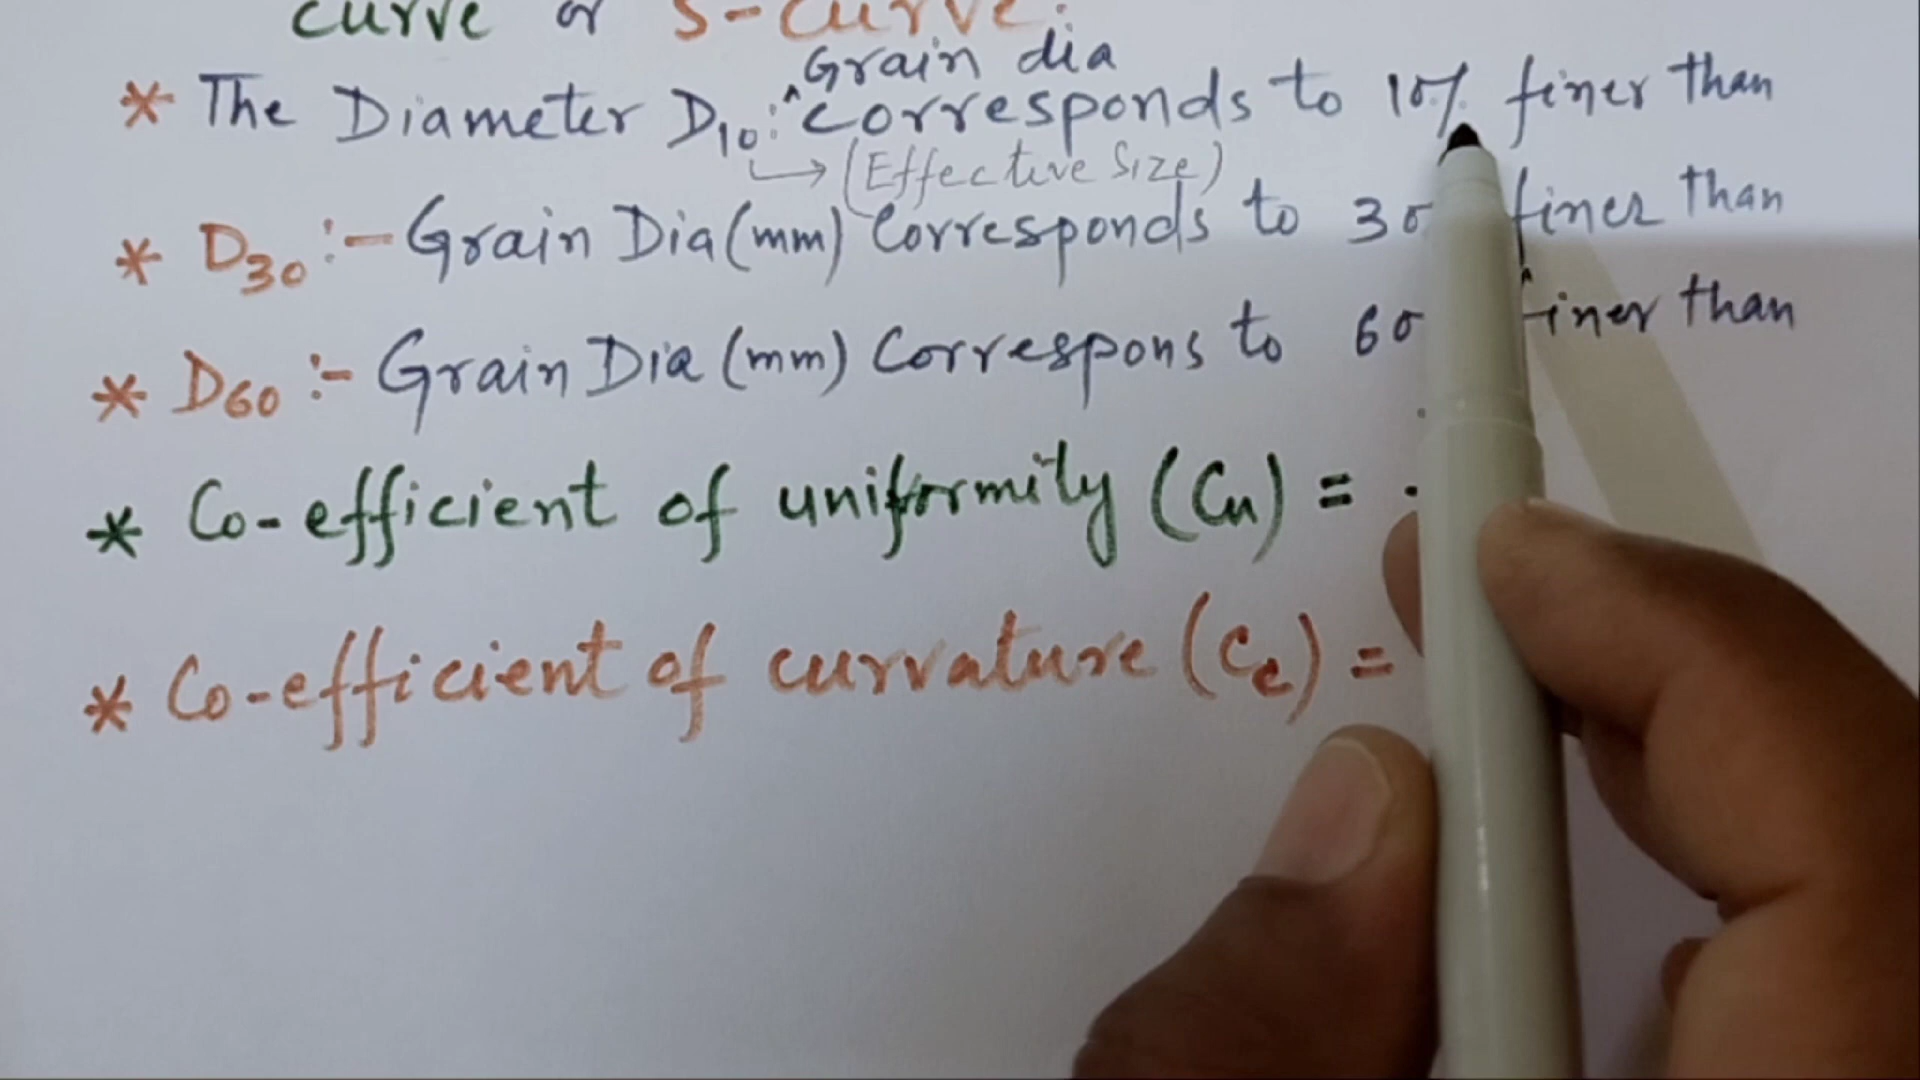 curve or S-curve:
Grain dia
* The Diameter D10: ^ corresponds to 10% finer than
(Effective Size)
* D30 :- Grain Dia (mm) Corresponds to 30 finer than
* D60 :- Grain Dia (mm) Correspons to 60 finer than
* Co-efficient of uniformity (Cu) =
* Co-efficient of curvature (Cc) =